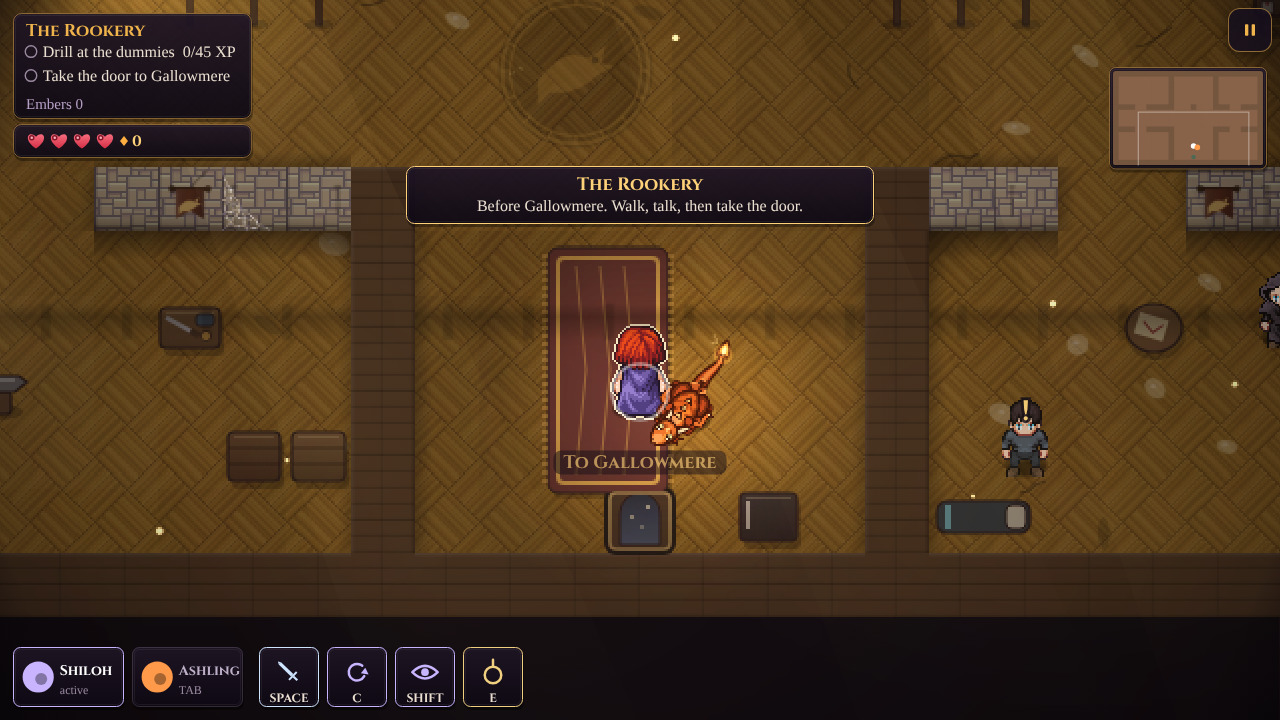 The Rookery
Drill at the dummies 0/45 XP
Take the door to Gallowmere
Embers 0
0
The Rookery
Before Gallowmere. Walk, talk, then take the door.
To Gallowmere
Shiloh
active
Ashling
TAB
SPACE
C
SHIFT
E